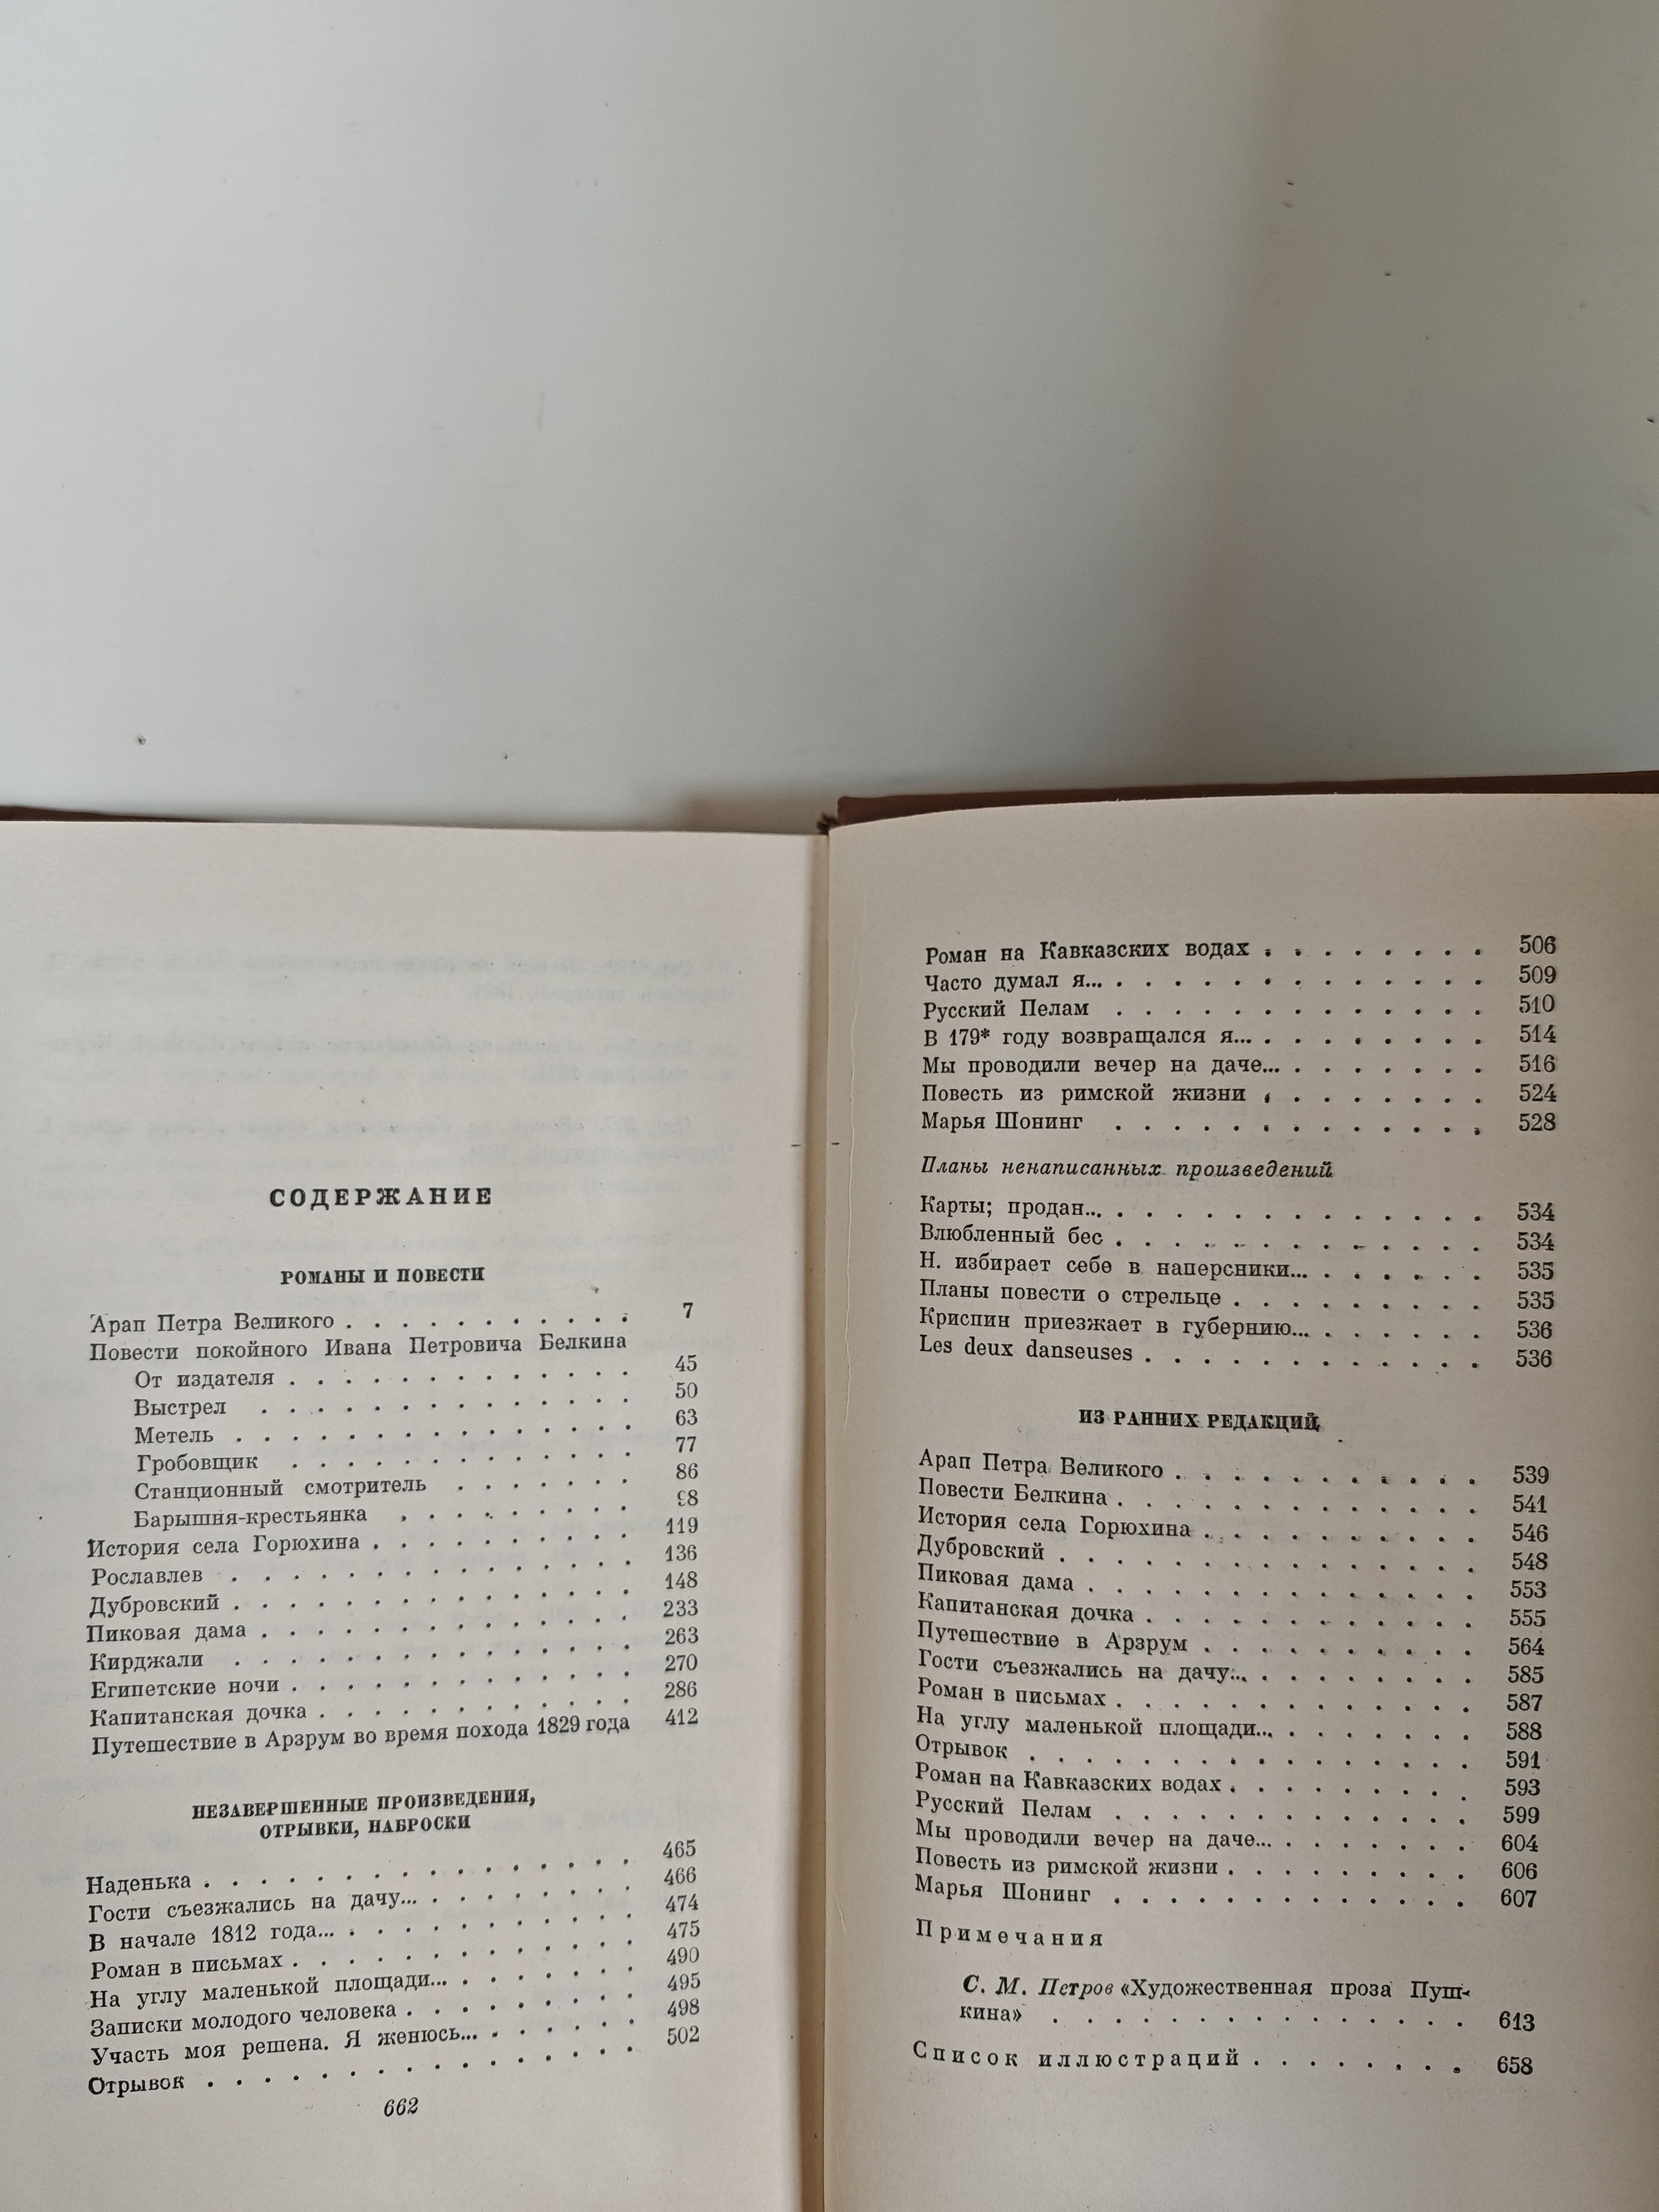 СОДЕРЖАНИЕ
РОМАНЫ И ПОВЕСТИ
Арап Петра Великого . . . . . . . . . . . 7
Повести покойного Ивана Петровича Белкина
От издателя . . . . . . . . . . . . . 45
Выстрел . . . . . . . . . . . . . . 50
Метель . . . . . . . . . . . . . . . 63
Гробовщик . . . . . . . . . . . . . 77
Станционный смотритель . . . . . . . 86
Барышня-крестьянка . . . . . . . . . 98
История села Горюхина . . . . . . . . . . 119
Рославлев . . . . . . . . . . . . . . . 136
Дубровский . . . . . . . . . . . . . . . 148
Пиковая дама . . . . . . . . . . . . . . 233
Кирджали . . . . . . . . . . . . . . . 263
Египетские ночи . . . . . . . . . . . . . 270
Капитанская дочка . . . . . . . . . . . . 286
Путешествие в Арзрум во время похода 1829 года 412
НЕЗАВЕРШЕННЫЕ ПРОИЗВЕДЕНИЯ,
ОТРЫВКИ, НАБРОСКИ
Наденька . . . . . . . . . . . . . . . . 465
Гости съезжались на дачу... . . . . . . . . 466
В начале 1812 года... . . . . . . . . . . . 474
Роман в письмах . . . . . . . . . . . . . 475
На углу маленькой площади... . . . . . . . 490
Записки молодого человека . . . . . . . . . 495
Участь моя решена. Я женюсь... . . . . . . 498
Отрывок . . . . . . . . . . . . . . . . 502
662
Роман на Кавказских водах . . . . . . . . 506
Часто думал я... . . . . . . . . . . . . . 509
Русский Пелам . . . . . . . . . . . . . 510
В 179* году возвращался я... . . . . . . . . 514
Мы проводили вечер на даче... . . . . . . . 516
Повесть из римской жизни . . . . . . . . 524
Марья Шонинг . . . . . . . . . . . . . 528
Планы ненаписанных произведений
Карты; продан... . . . . . . . . . . . . . 534
Влюбленный бес . . . . . . . . . . . . . 534
Н. избирает себе в наперсники... . . . . . . 535
Планы повести о стрельце . . . . . . . . . 535
Криспин приезжает в губернию... . . . . . . 536
Les deux danseuses . . . . . . . . . . . . 536
ИЗ РАННИХ РЕДАКЦИЙ
Арап Петра Великого . . . . . . . . . . . 539
Повести Белкина . . . . . . . . . . . . . 541
История села Горюхина . . . . . . . . . . 546
Дубровский . . . . . . . . . . . . . . . 548
Пиковая дама . . . . . . . . . . . . . . 553
Капитанская дочка . . . . . . . . . . . . 555
Путешествие в Арзрум . . . . . . . . . . 564
Гости съезжались на дачу... . . . . . . . . 585
Роман в письмах . . . . . . . . . . . . . 587
На углу маленькой площади... . . . . . . . 588
Отрывок . . . . . . . . . . . . . . . . 591
Роман на Кавказских водах . . . . . . . . . 593
Русский Пелам . . . . . . . . . . . . . 599
Мы проводили вечер на даче... . . . . . . . 604
Повесть из римской жизни . . . . . . . . . 606
Марья Шонинг . . . . . . . . . . . . . 607
Примечания
С. М. Петров «Художественная проза Пуш-
кина» . . . . . . . . . . . . . . . 613
Список иллюстраций . . . . . . . . 658